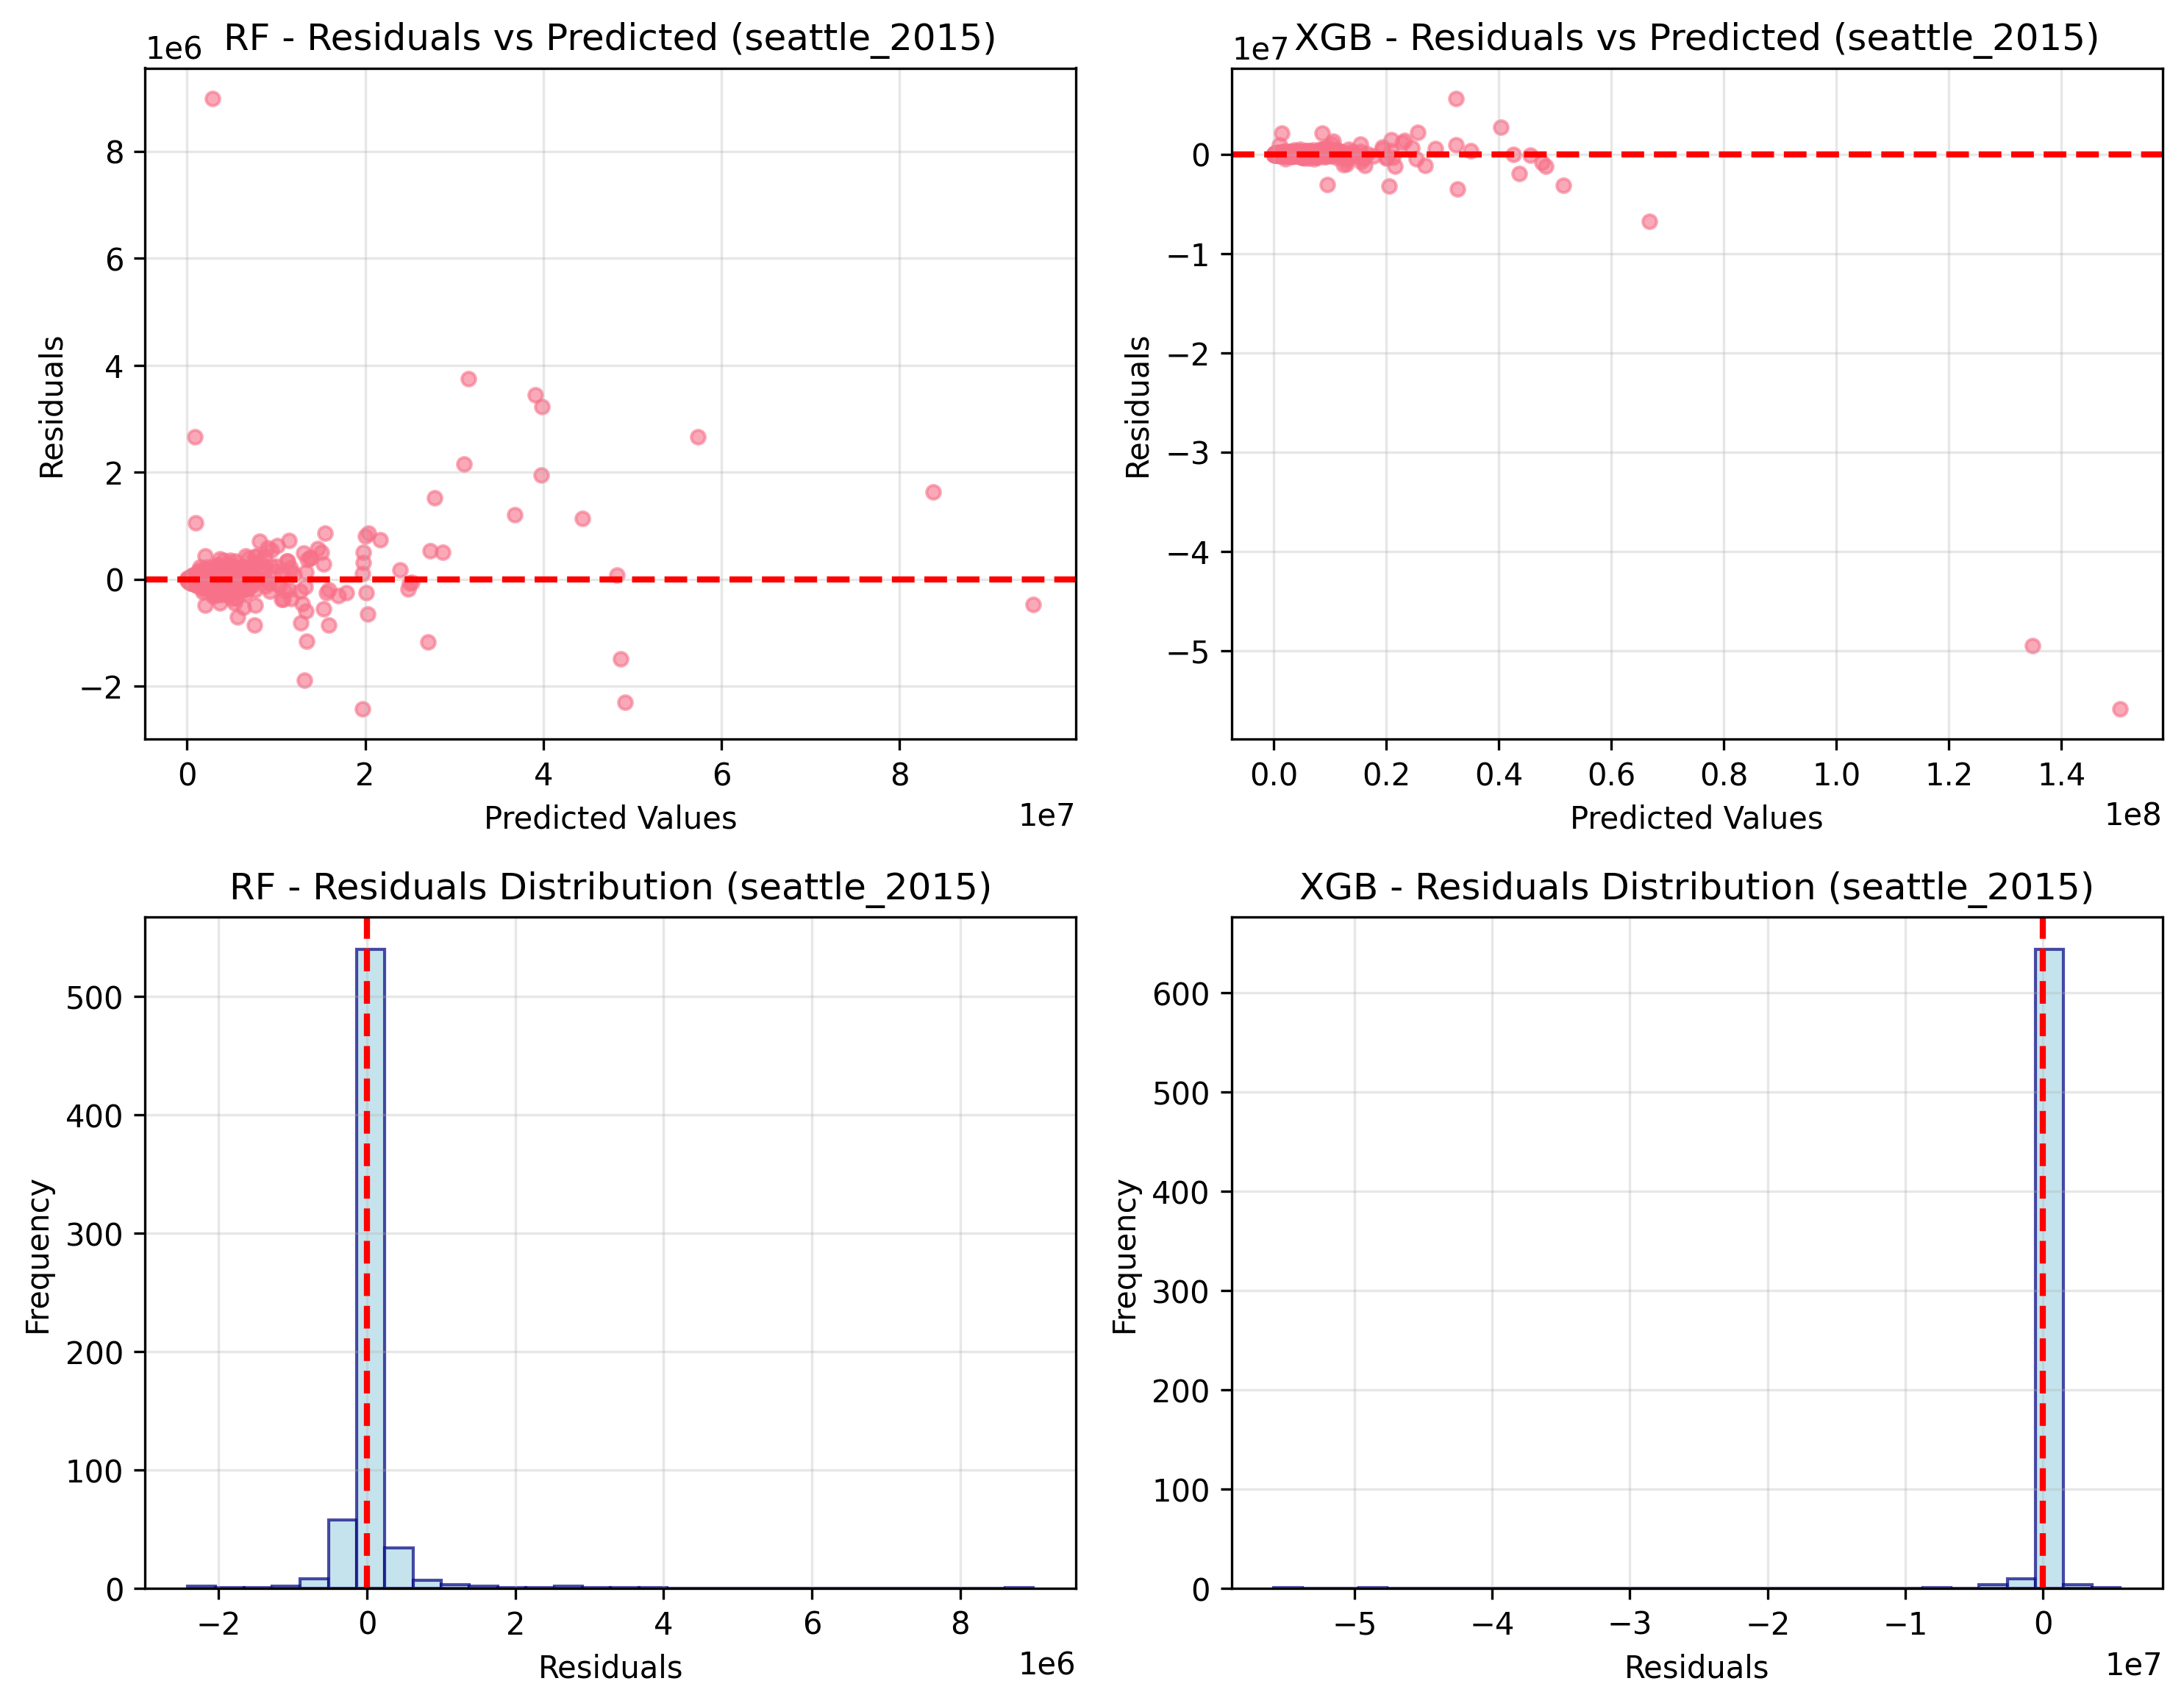 RF - Residuals vs Predicted (seattle_2015)
1e6
8
6
4
2
0
−2
Residuals
0 2 4 6 8
1e7
Predicted Values
XGB - Residuals vs Predicted (seattle_2015)
1e7
0
−1
−2
−3
−4
−5
Residuals
0.0 0.2 0.4 0.6 0.8 1.0 1.2 1.4
1e8
Predicted Values
RF - Residuals Distribution (seattle_2015)
500
400
300
200
100
0
Frequency
−2 0 2 4 6 8
1e6
Residuals
XGB - Residuals Distribution (seattle_2015)
600
500
400
300
200
100
0
Frequency
−5 −4 −3 −2 −1 0
1e7
Residuals